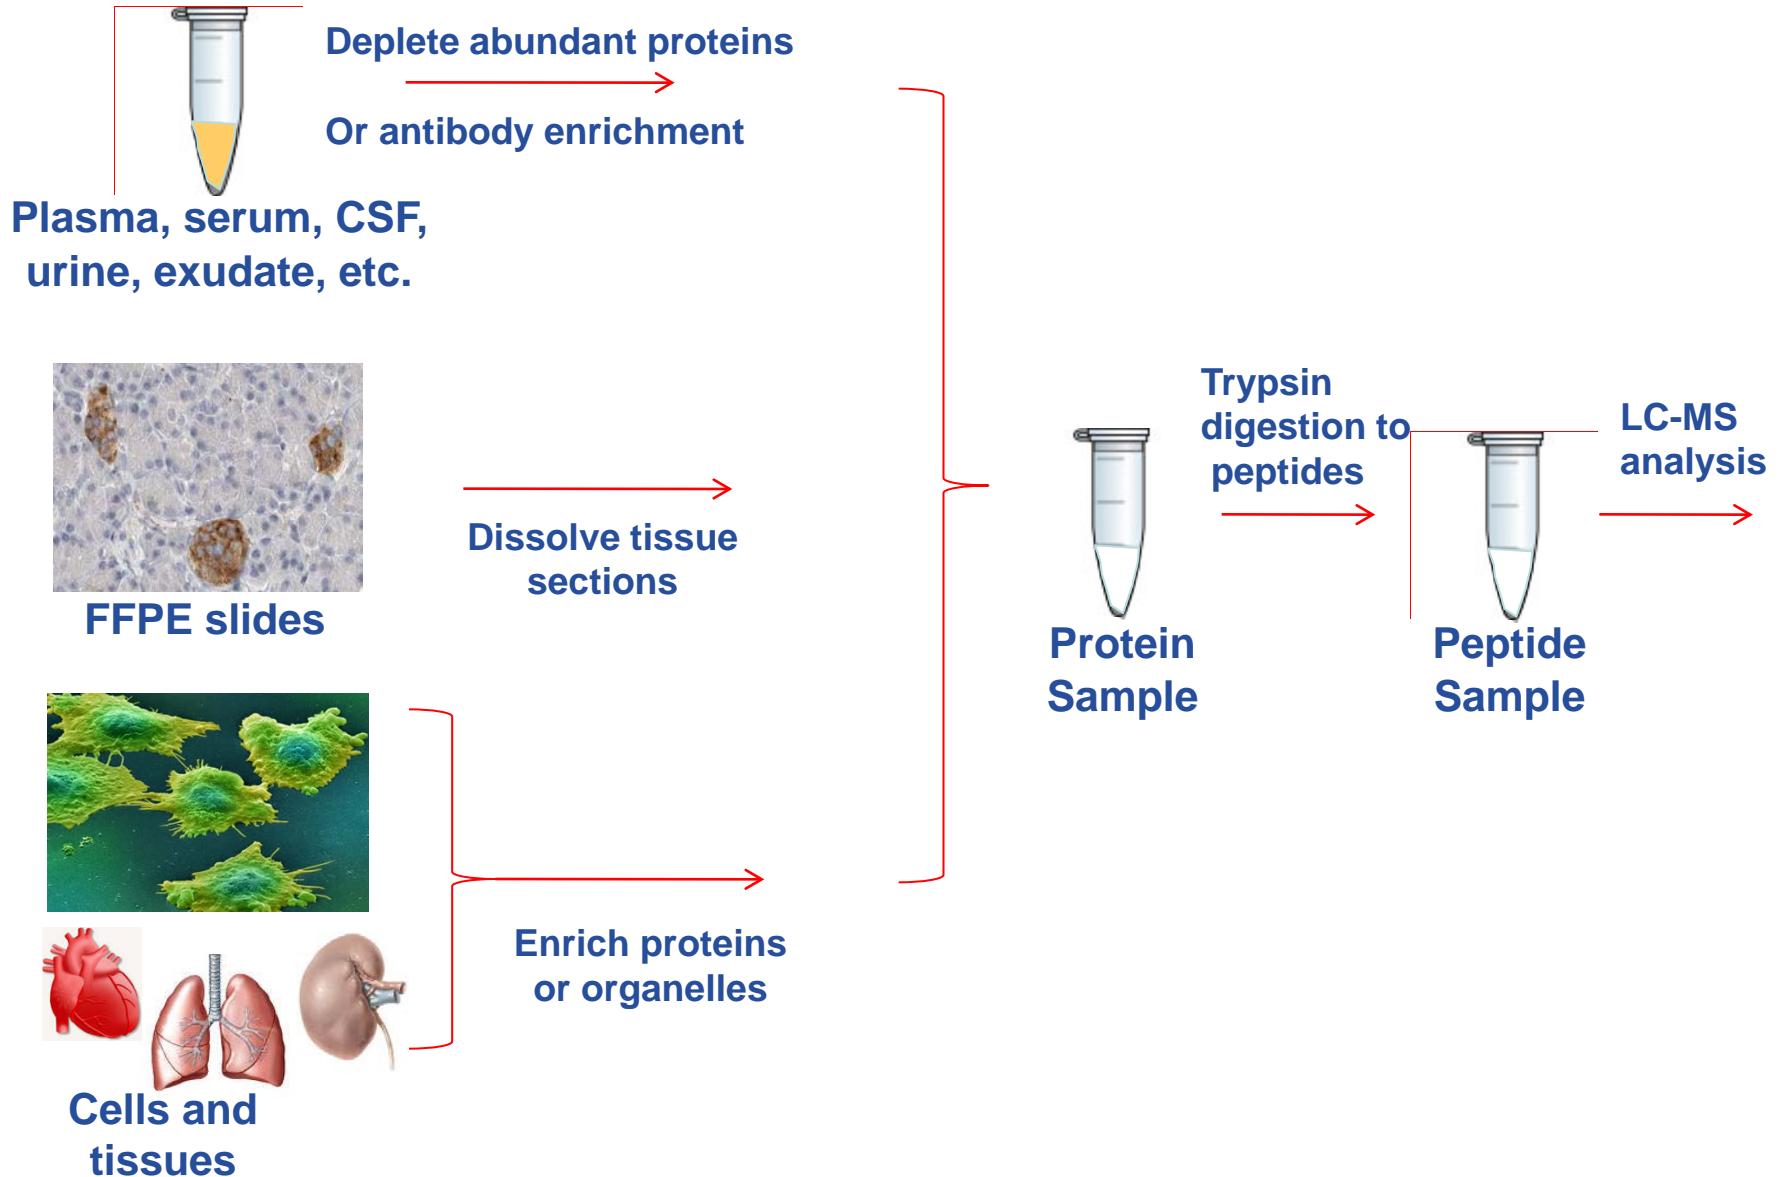 Deplete abundant proteins
Or antibody enrichment
Plasma, serum, CSF,
urine, exudate, etc.
FFPE slides
Dissolve tissue
sections
Cells and
tissues
Enrich proteins
or organelles
Protein
Sample
Trypsin
digestion to
peptides
Peptide
Sample
LC-MS
analysis